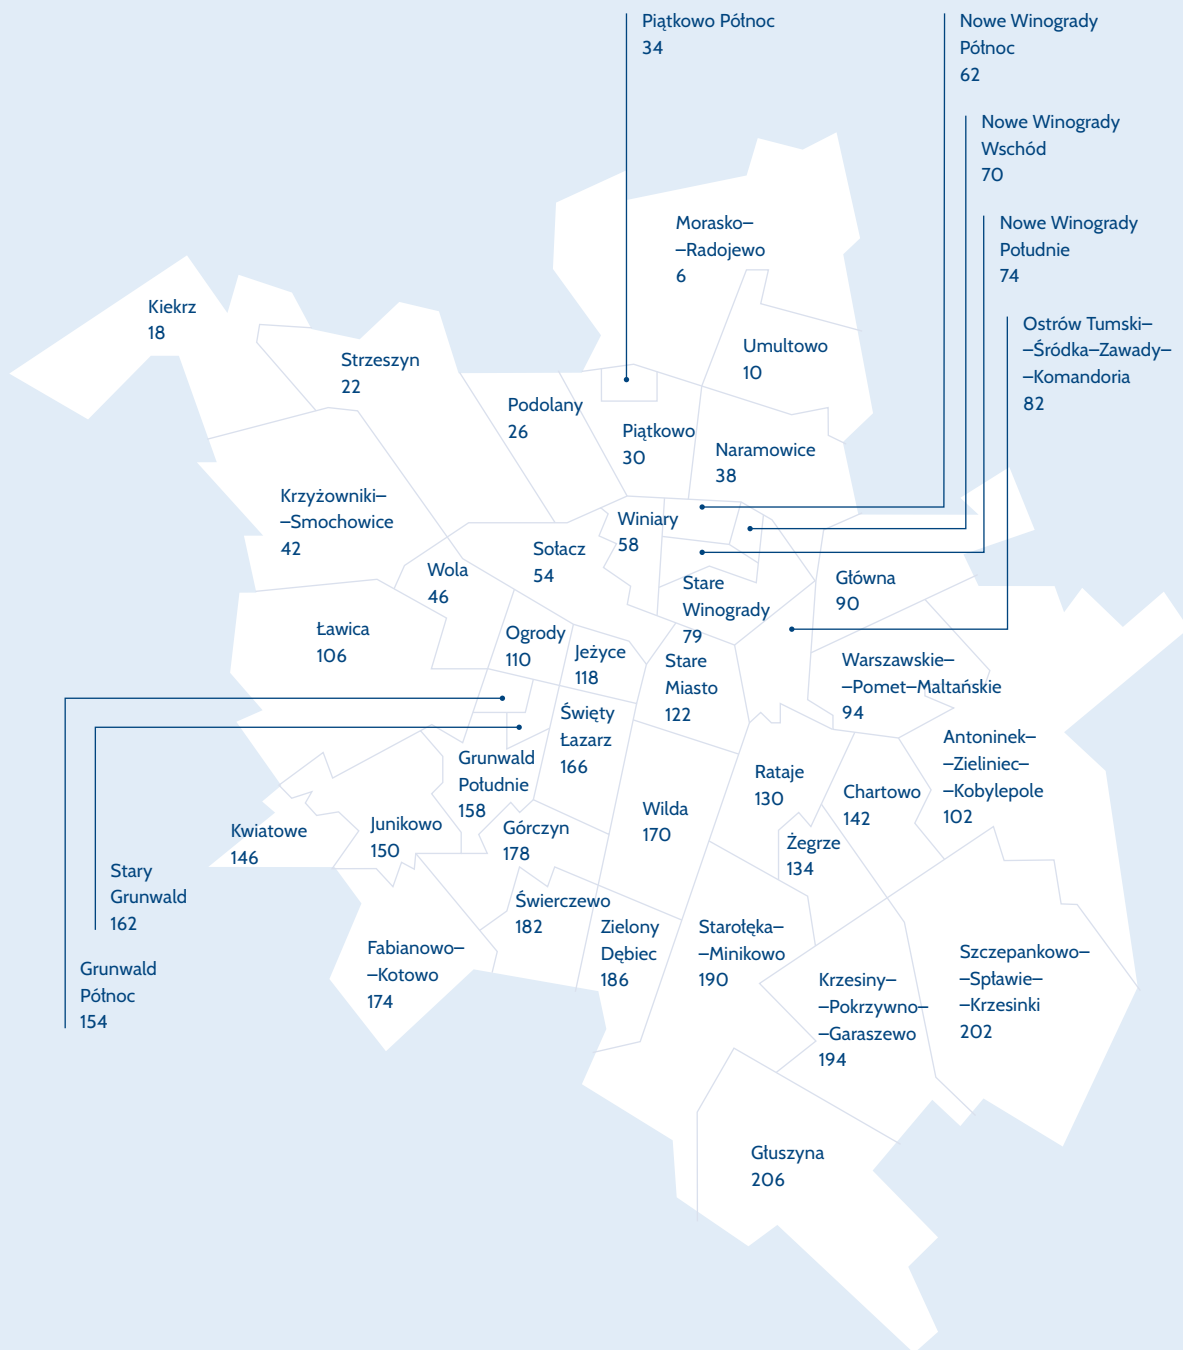 Piątkowo Północ
34
Nowe Winogrady
Północ
62
Nowe Winogrady
Wschód
70
Nowe Winogrady
Południe
74
Ostrów Tumski–
–Śródka–Zawady–
–Komandoria
82
Morasko–
–Radojewo
6
Kiekrz
18
Strzeszyn
22
Umultowo
10
Podolany
26
Piątkowo
30
Naramowice
38
Krzyżowniki–
–Smochowice
42
Winiary
58
Sołacz
54
Wola
46
Stare
Winogrady
79
Główna
90
Ławica
106
Ogrody
110
Jeżyce
118
Stare
Miasto
122
Warszawskie–
–Pomet–Maltańskie
94
Święty
Łazarz
166
Antoninek–
–Zieliniec–
–Kobylepole
102
Grunwald
Południe
158
Rataje
130
Chartowo
142
Wilda
170
Kwiatowe
146
Junikowo
150
Górczyn
178
Żegrze
134
Stary
Grunwald
162
Świerczewo
182
Zielony
Dębiec
186
Starołęka–
–Minikowo
190
Fabianowo–
–Kotowo
174
Szczepankowo–
–Spławie–
–Krzesinki
202
Grunwald
Północ
154
Krzesiny–
–Pokrzywno–
–Garaszewo
194
Głuszyna
206